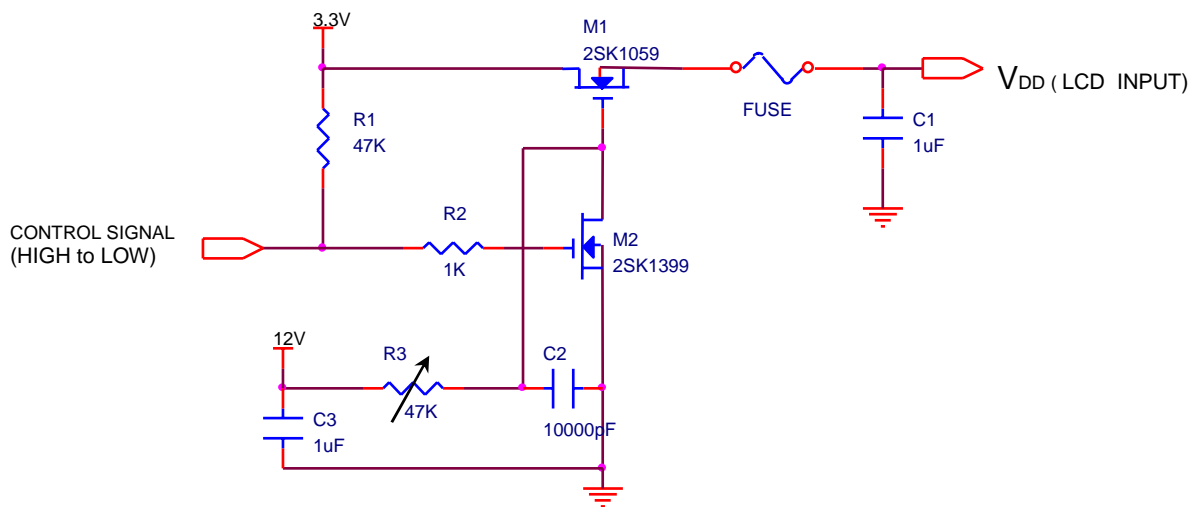 3.3V
M1
2SK1059
FUSE
VDD ( LCD INPUT)
R1
47K
C1
1uF
CONTROL SIGNAL
(HIGH to LOW)
R2
1K
M2
2SK1399
12V
R3
47K
C2
10000pF
C3
1uF